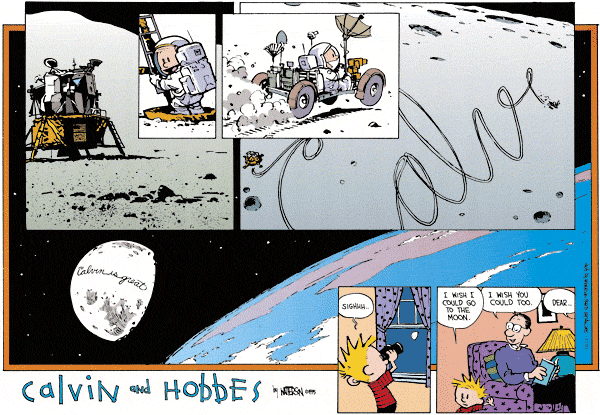 Calv
Calvin is great
SIGHHH...
I WISH I
COULD GO
TO THE
MOON.
I WISH YOU
COULD TOO.
DEAR...
CALVIN AND HOBBES
by WATTERSON